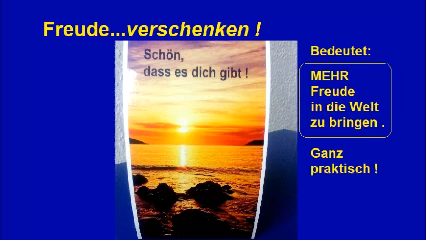 Freude...verschenken !
Schön,
dass es dich gibt !
Bedeutet:
MEHR
Freude
in die Welt
zu bringen .
Ganz
praktisch !